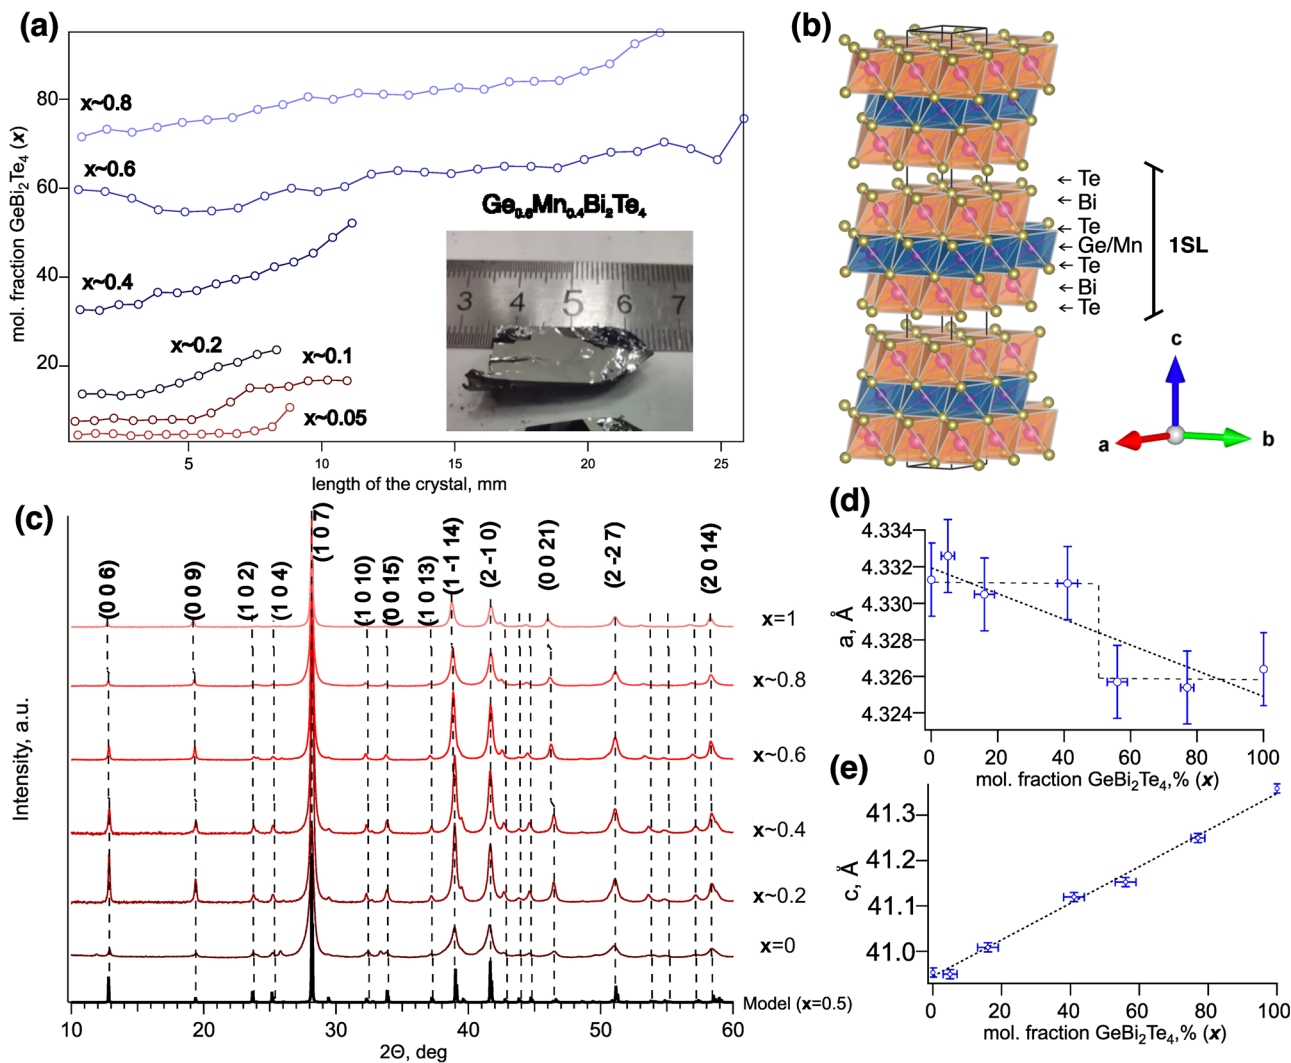 (a)
mol. fraction GeBi₂Te₄ (x)
80
60
40
20
x~0.8
x~0.6
x~0.4
x~0.2
x~0.1
x~0.05
Ge₀.₆Mn₀.₄Bi₂Te₄
3 4 5 6 7
5 10 15 20 25
length of the crystal, mm
(b)
Te
Bi
Te
Ge/Mn
Te
Bi
Te
1SL
c
a
b
(c)
Intensity, a.u.
(0 0 6)
(0 0 9)
(1 0 2)
(1 0 4)
(1 0 7)
(1 0 10)
(0 0 15)
(1 0 13)
(1 -1 14)
(2 -1 0)
(0 0 21)
(2 -2 7)
(2 0 14)
x=1
x~0.8
x~0.6
x~0.4
x~0.2
x=0
Model (x=0.5)
10 20 30 40 50 60
2Θ, deg
(d)
a, Å
4.334
4.332
4.330
4.328
4.326
4.324
0 20 40 60 80 100
mol. fraction GeBi₂Te₄,% (x)
(e)
c, Å
41.3
41.2
41.1
41.0
0 20 40 60 80 100
mol. fraction GeBi₂Te₄,% (x)